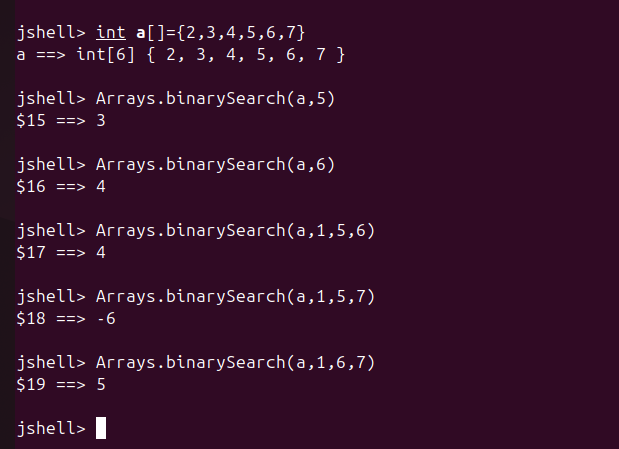 jshell> int a[]={2,3,4,5,6,7}
a ==> int[6] { 2, 3, 4, 5, 6, 7 }
jshell> Arrays.binarySearch(a,5)
$15 ==> 3
jshell> Arrays.binarySearch(a,6)
$16 ==> 4
jshell> Arrays.binarySearch(a,1,5,6)
$17 ==> 4
jshell> Arrays.binarySearch(a,1,5,7)
$18 ==> -6
jshell> Arrays.binarySearch(a,1,6,7)
$19 ==> 5
jshell>